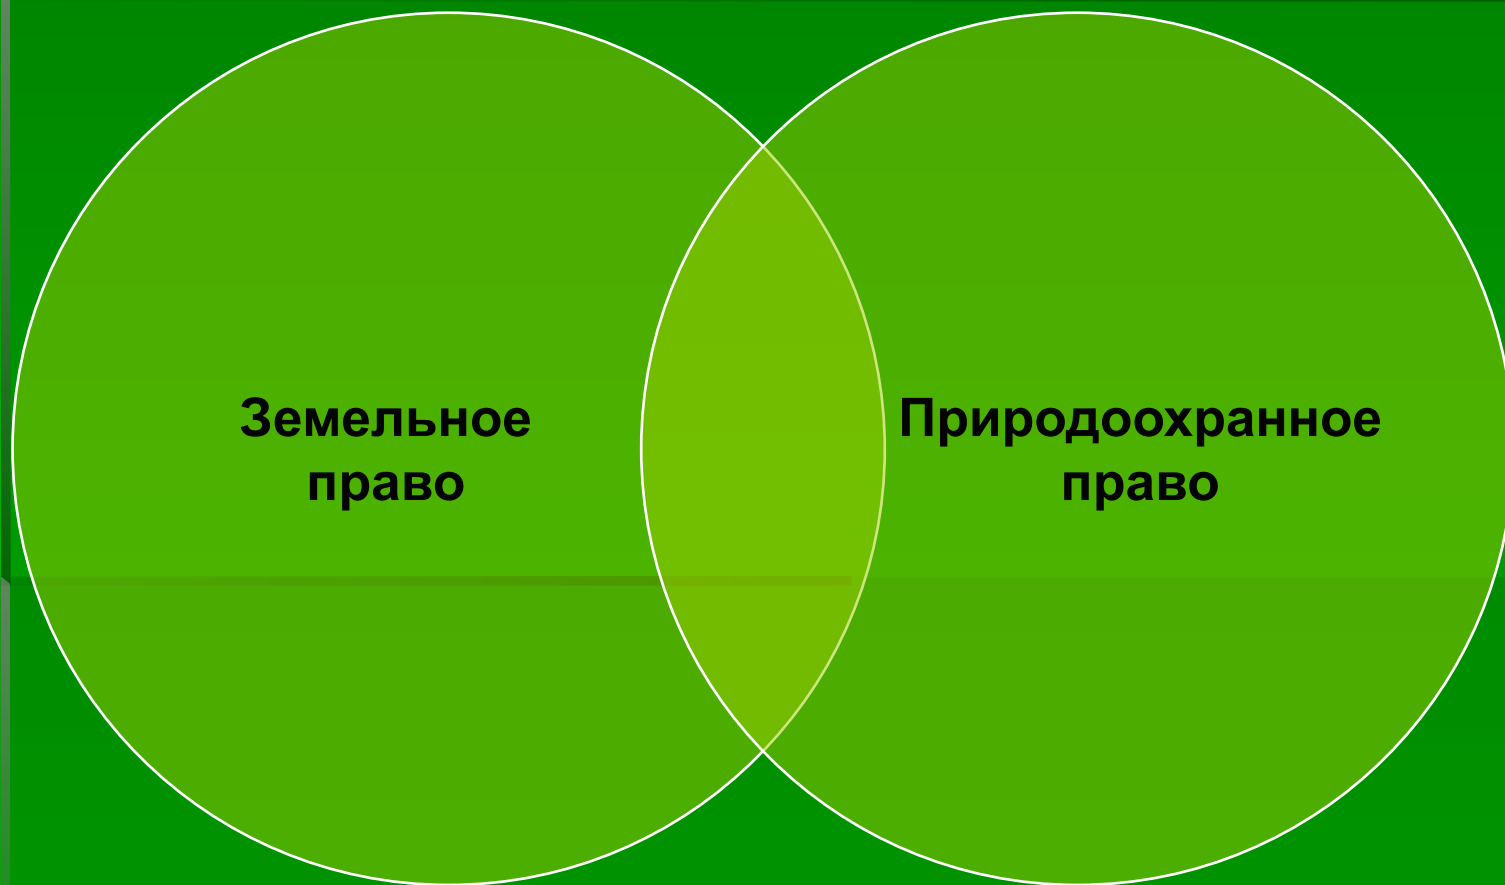 Земельное
право
Природоохранное
право